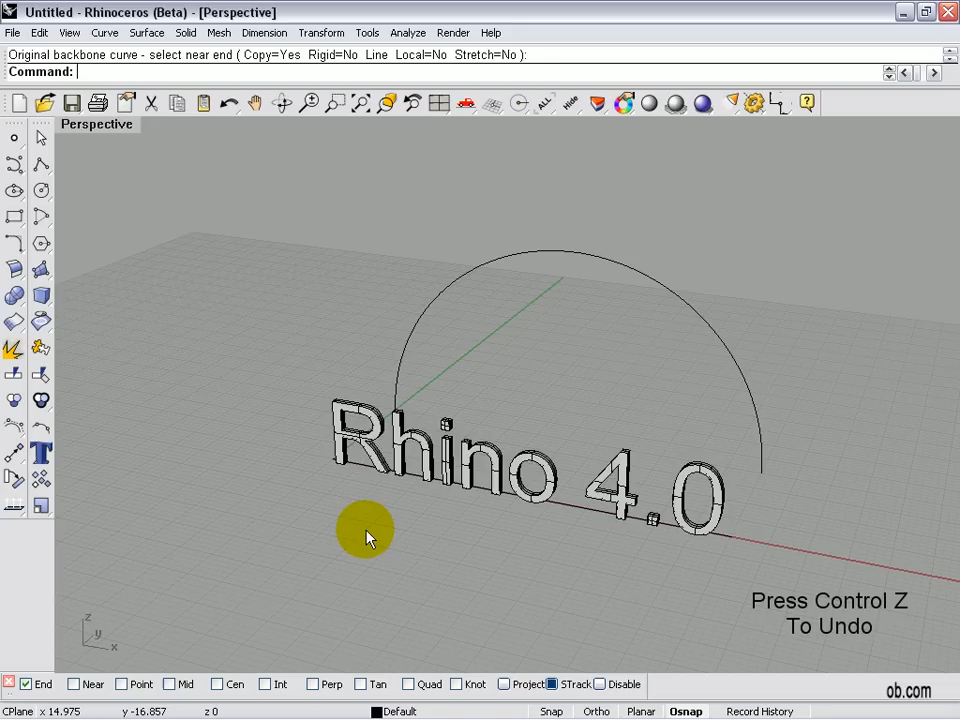 Untitled - Rhinoceros (Beta) - [Perspective]
File Edit View Curve Surface Solid Mesh Dimension Transform Tools Analyze Render Help
Original backbone curve - select near end ( Copy=Yes Rigid=No Line Local=No Stretch=No ):
Command:
Perspective
Rhino 4.0
Press Control Z
To Undo
z
y
x
End Near Point Mid Cen Int Perp Tan Quad Knot Project STrack Disable
ob.com
CPlane x 14.975 y -16.857 z 0 Default Snap Ortho Planar Osnap Record History